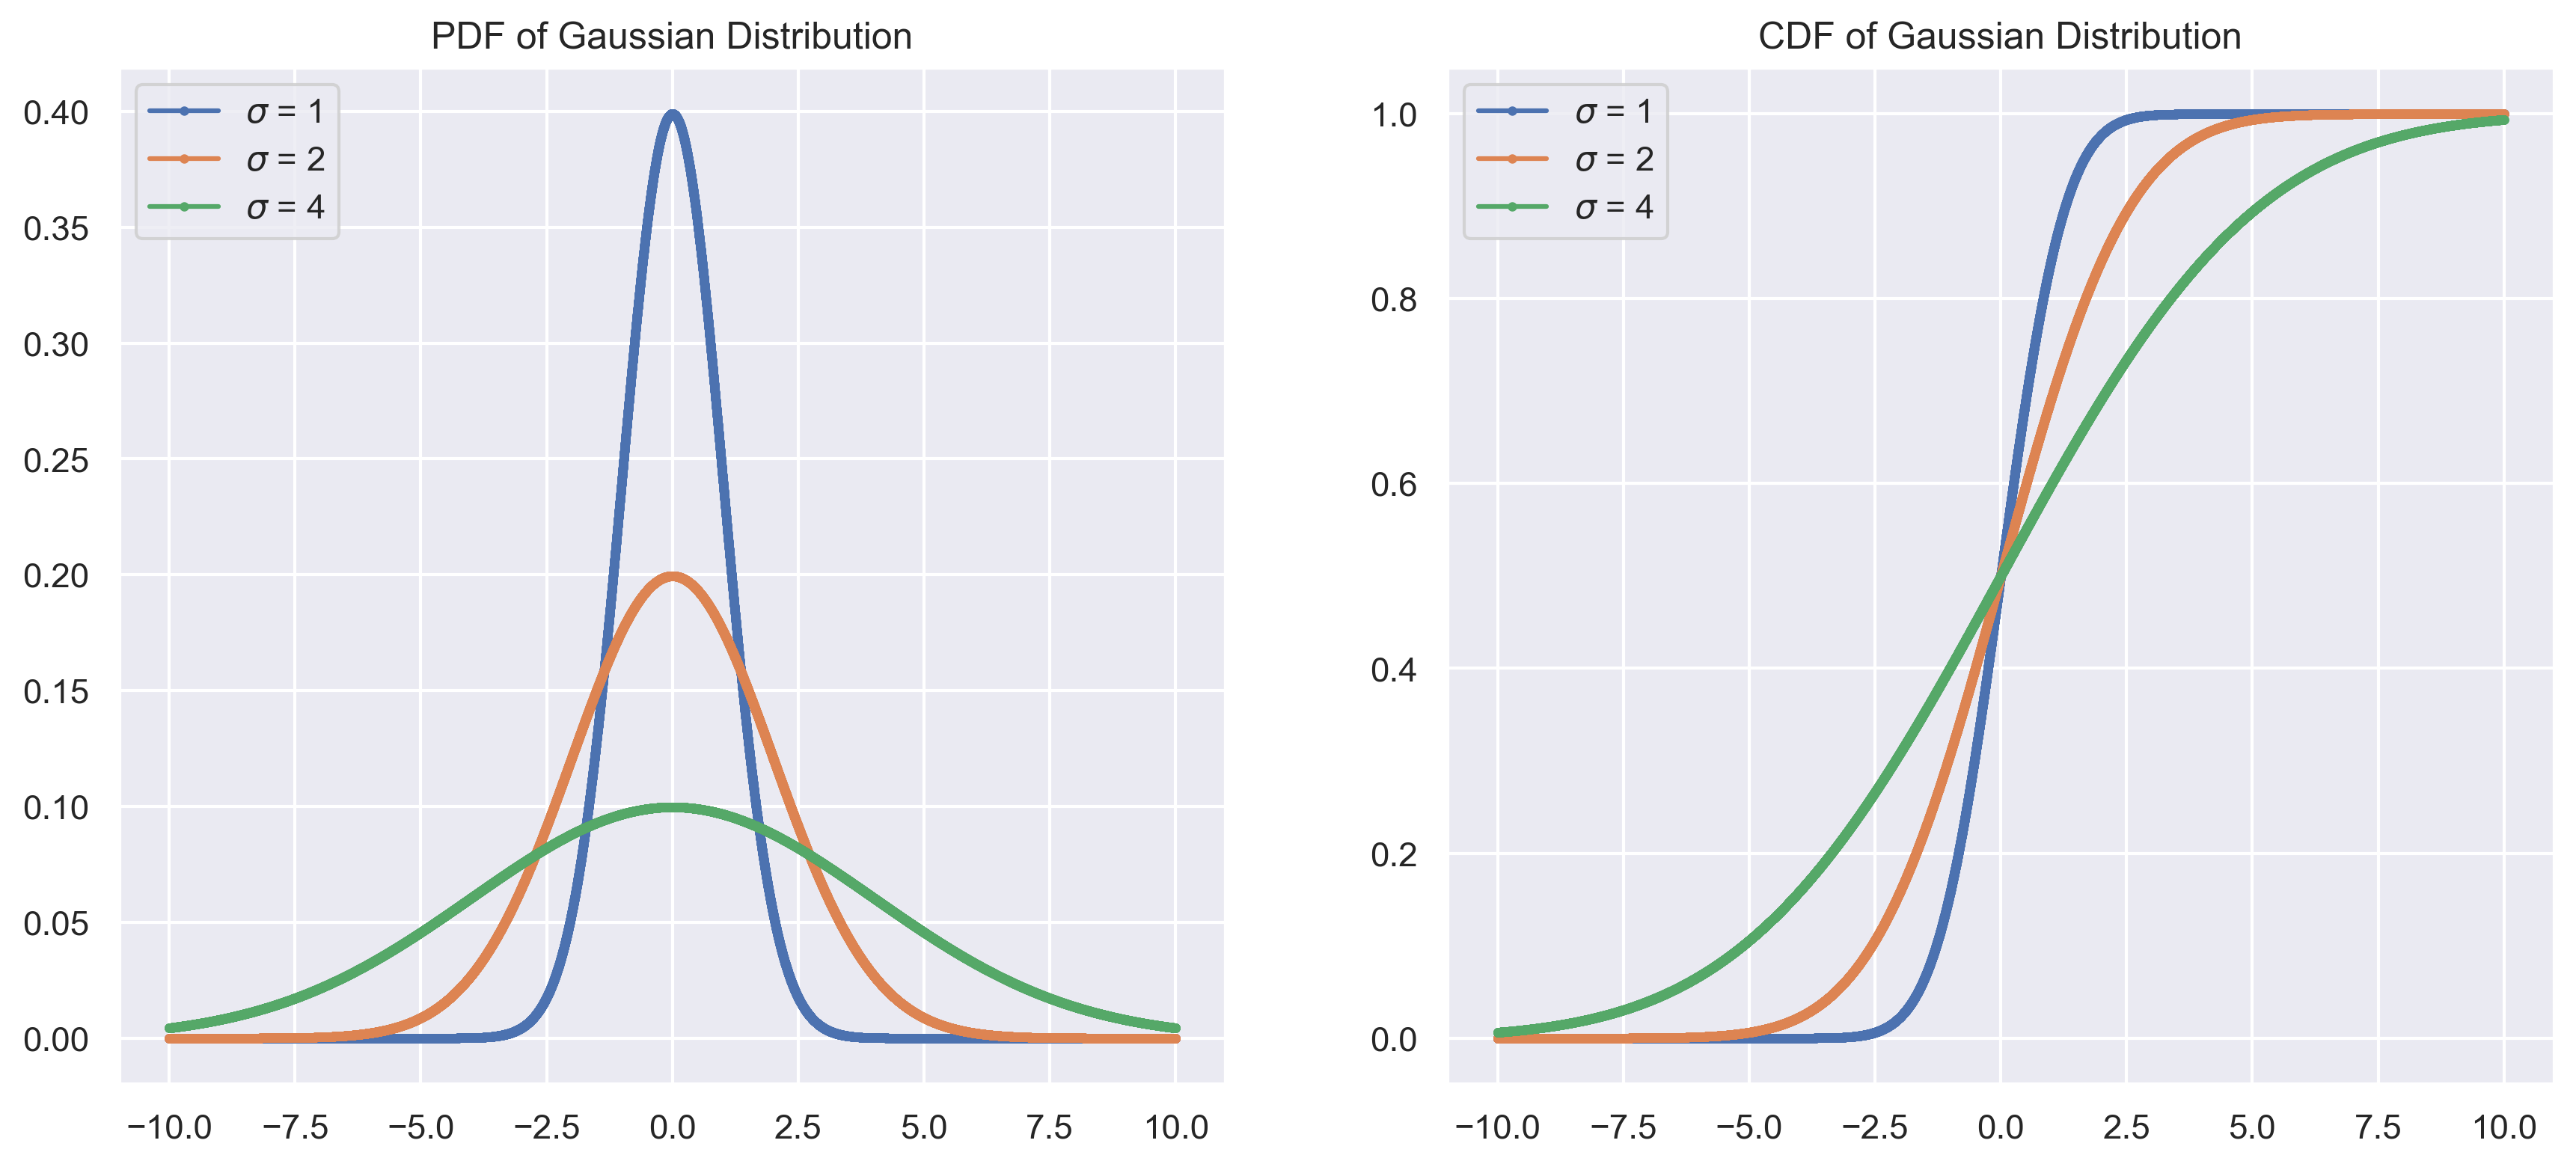 PDF of Gaussian Distribution
σ = 1
σ = 2
σ = 4
0.40
0.35
0.30
0.25
0.20
0.15
0.10
0.05
0.00
−10.0 −7.5 −5.0 −2.5 0.0 2.5 5.0 7.5 10.0
CDF of Gaussian Distribution
σ = 1
σ = 2
σ = 4
1.0
0.8
0.6
0.4
0.2
0.0
−10.0 −7.5 −5.0 −2.5 0.0 2.5 5.0 7.5 10.0